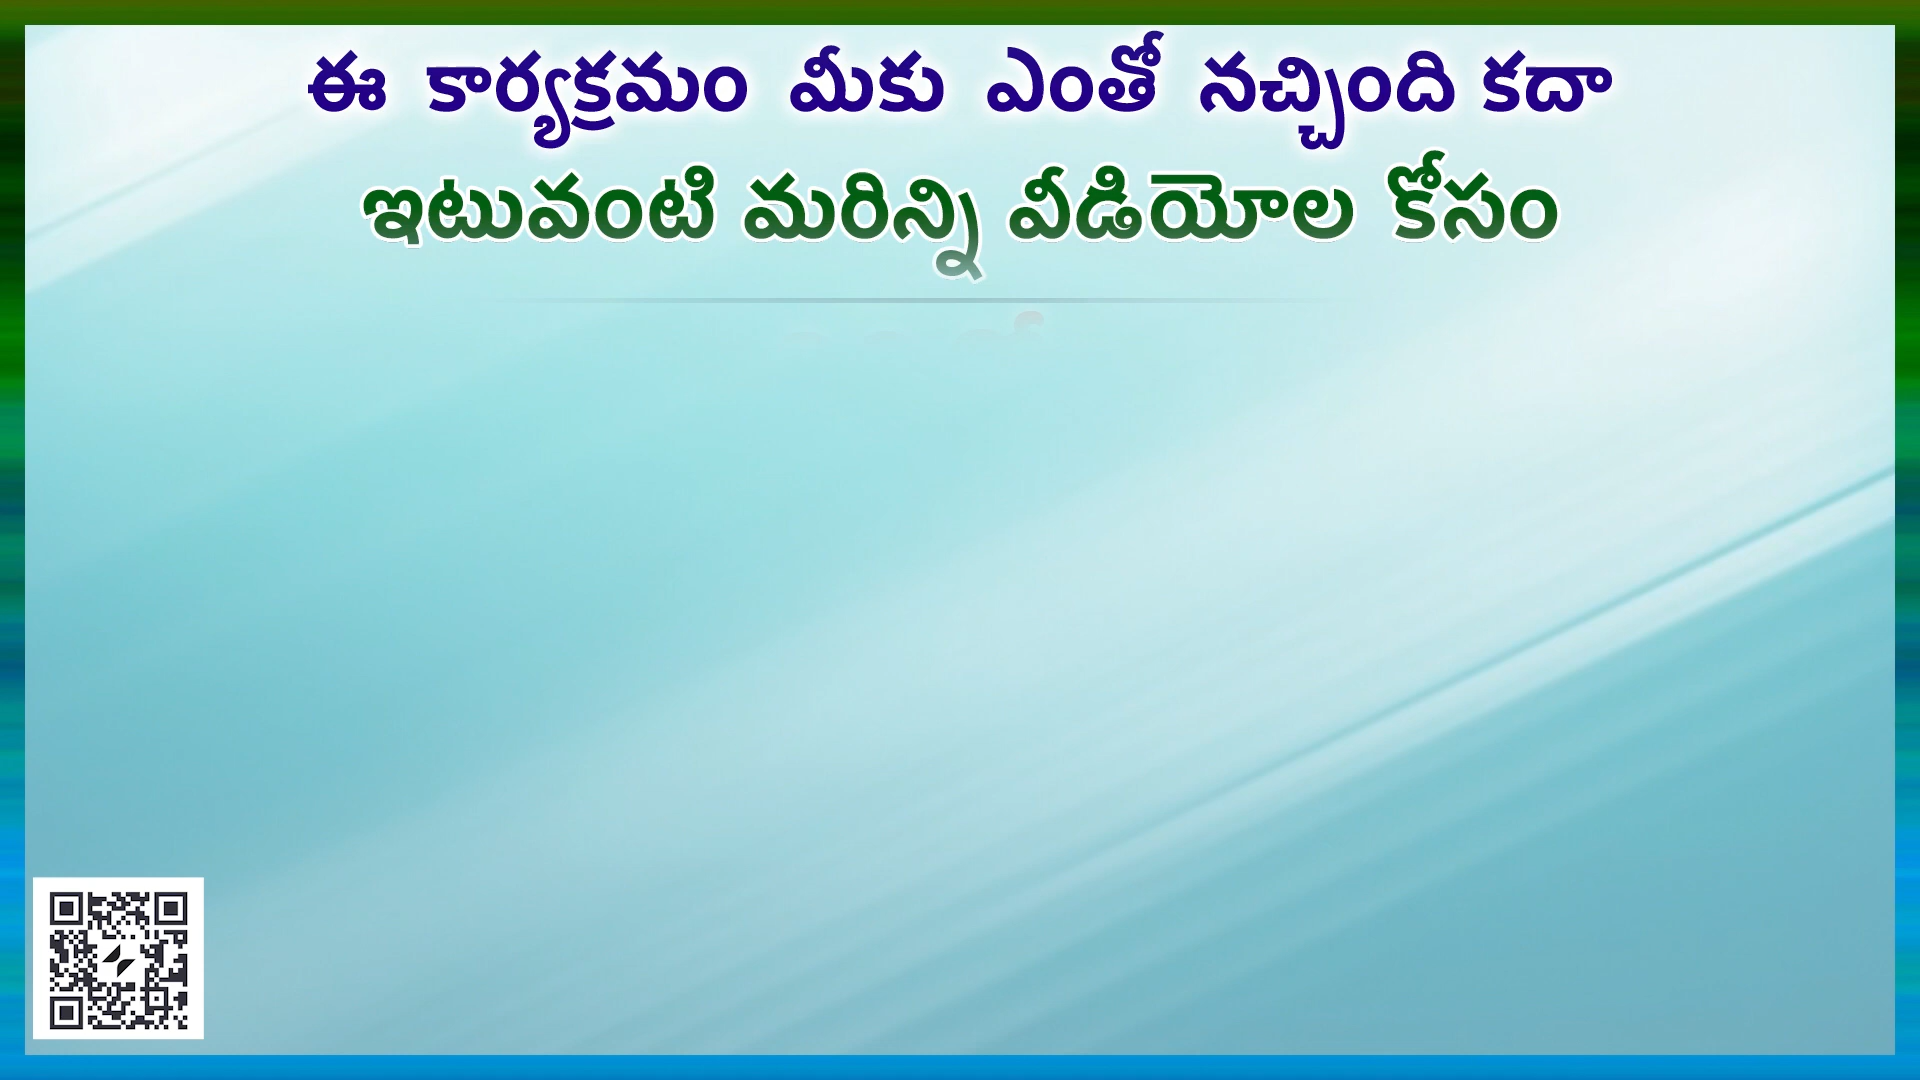 ఈ కార్యక్రమం మీకు ఎంతో నచ్చింది కదా
ఇటువంటి మరిన్ని వీడియోల కోసం